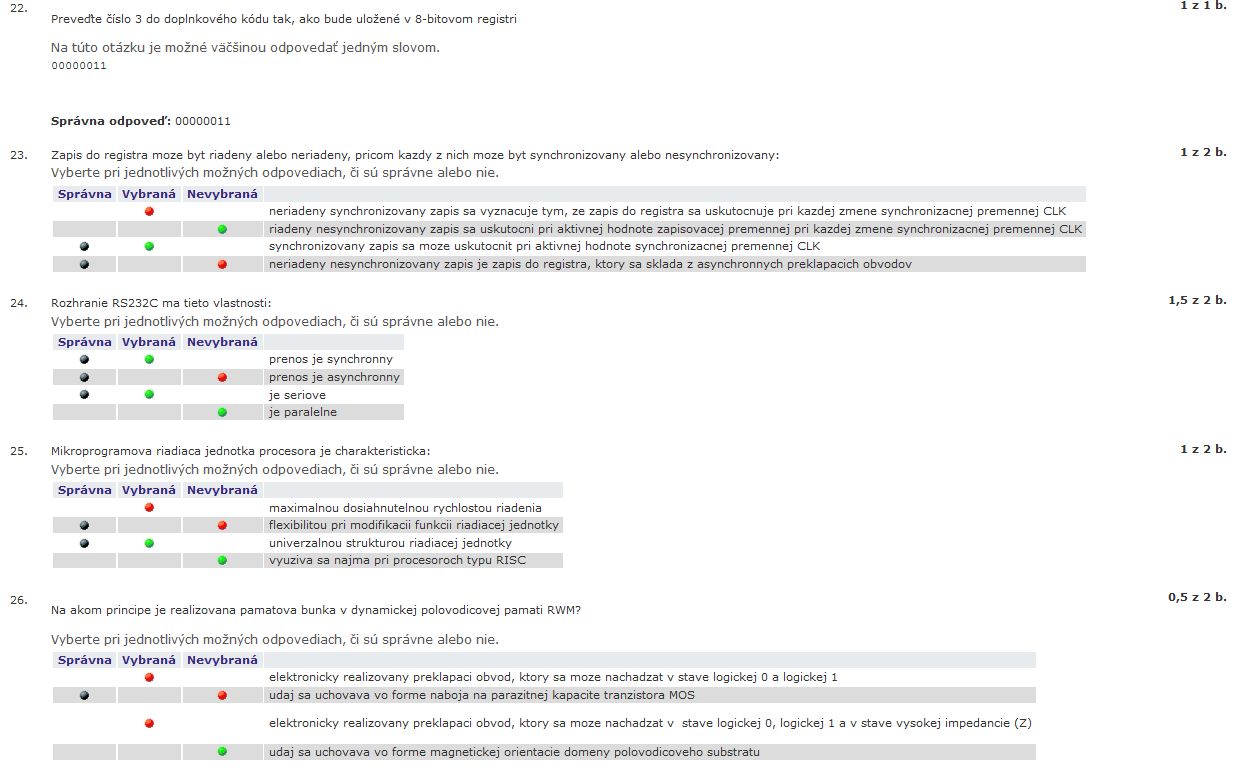 22.
1 z 1 b.
Preveďte číslo 3 do doplnkového kódu tak, ako bude uložené v 8-bitovom registri
Na túto otázku je možné väčšinou odpovedať jedným slovom.
00000011
Správna odpoveď: 00000011
23. Zapis do registra moze byt riadeny alebo neriadeny, pricom kazdy z nich moze byt synchronizovany alebo nesynchronizovany: 1 z 2 b.
Vyberte pri jednotlivých možných odpovediach, či sú správne alebo nie.
Správna Vybraná Nevybraná
neriadeny synchronizovany zapis sa vyznacuje tym, ze zapis do registra sa uskutocnuje pri kazdej zmene synchronizacnej premennej CLK
riadeny nesynchronizovany zapis sa uskutocni pri aktivnej hodnote zapisovacej premennej pri kazdej zmene synchronizacnej premennej CLK
synchronizovany zapis sa moze uskutocnit pri aktivnej hodnote synchronizacnej premennej CLK
neriadeny nesynchronizovany zapis je zapis do registra, ktory sa sklada z asynchronnych preklapacich obvodov
24. Rozhranie RS232C ma tieto vlastnosti: 1,5 z 2 b.
Vyberte pri jednotlivých možných odpovediach, či sú správne alebo nie.
Správna Vybraná Nevybraná
prenos je synchronny
prenos je asynchronny
je seriove
je paralelne
25. Mikroprogramova riadiaca jednotka procesora je charakteristicka: 1 z 2 b.
Vyberte pri jednotlivých možných odpovediach, či sú správne alebo nie.
Správna Vybraná Nevybraná
maximalnou dosiahnutelnou rychlostou riadenia
flexibilitou pri modifikacii funkcii riadiacej jednotky
univerzalnou strukturou riadiacej jednotky
vyuziva sa najma pri procesoroch typu RISC
26.
0,5 z 2 b.
Na akom principe je realizovana pamatova bunka v dynamickej polovodicovej pamati RWM?
Vyberte pri jednotlivých možných odpovediach, či sú správne alebo nie.
Správna Vybraná Nevybraná
elektronicky realizovany preklapaci obvod, ktory sa moze nachadzat v stave logickej 0 a logickej 1
udaj sa uchovava vo forme naboja na parazitnej kapacite tranzistora MOS
elektronicky realizovany preklapaci obvod, ktory sa moze nachadzat v stave logickej 0, logickej 1 a v stave vysokej impedancie (Z)
udaj sa uchovava vo forme magnetickej orientacie domeny polovodicoveho substratu